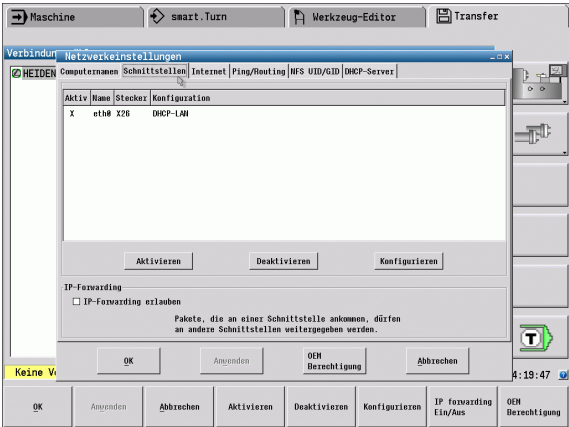 Maschine
smart.Turn
Werkzeug-Editor
Transfer
Netzwerkeinstellungen
HEIDEN
Computernamen Schnittstellen Internet Ping/Routing NFS UID/GID DHCP-Server
Aktiv Name Stecker Konfiguration
X eth0 X26 DHCP-LAN
Aktivieren Deaktivieren Konfigurieren
IP-Forwarding
IP-Forwarding erlauben
Pakete, die an einer Schnittstelle ankommen, dürfen
an andere Schnittstellen weitergegeben werden.
OK Anwenden OEM Berechtigung Abbrechen
T
Keine
4:19:47
OK Anwenden Abbrechen Aktivieren Deaktivieren Konfigurieren IP forwarding Ein/Aus OEM Berechtigung